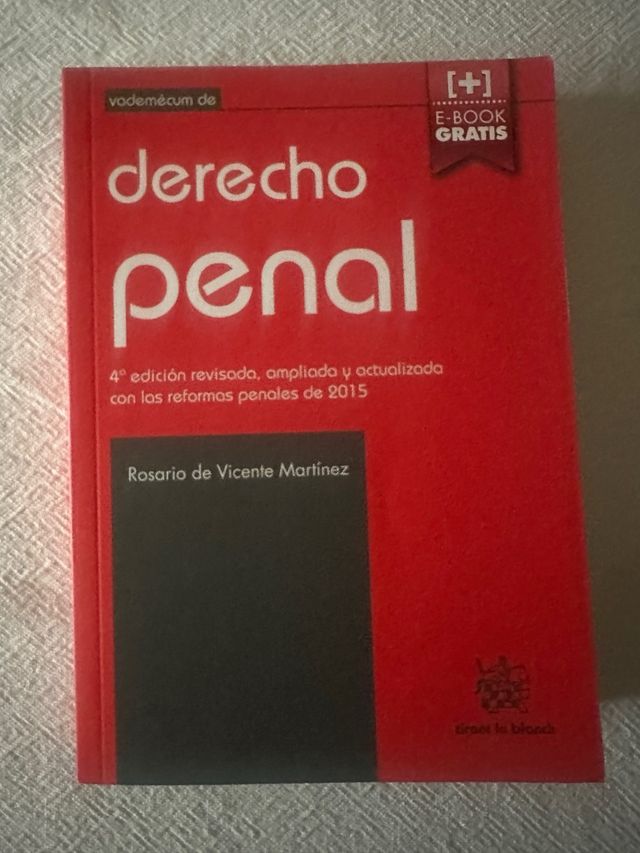 vademécum de
[+]
E-BOOK
GRATIS
derecho
penal
4ª edición revisada, ampliada y actualizada
con las reformas penales de 2015
Rosario de Vicente Martínez
tirant lo blanch